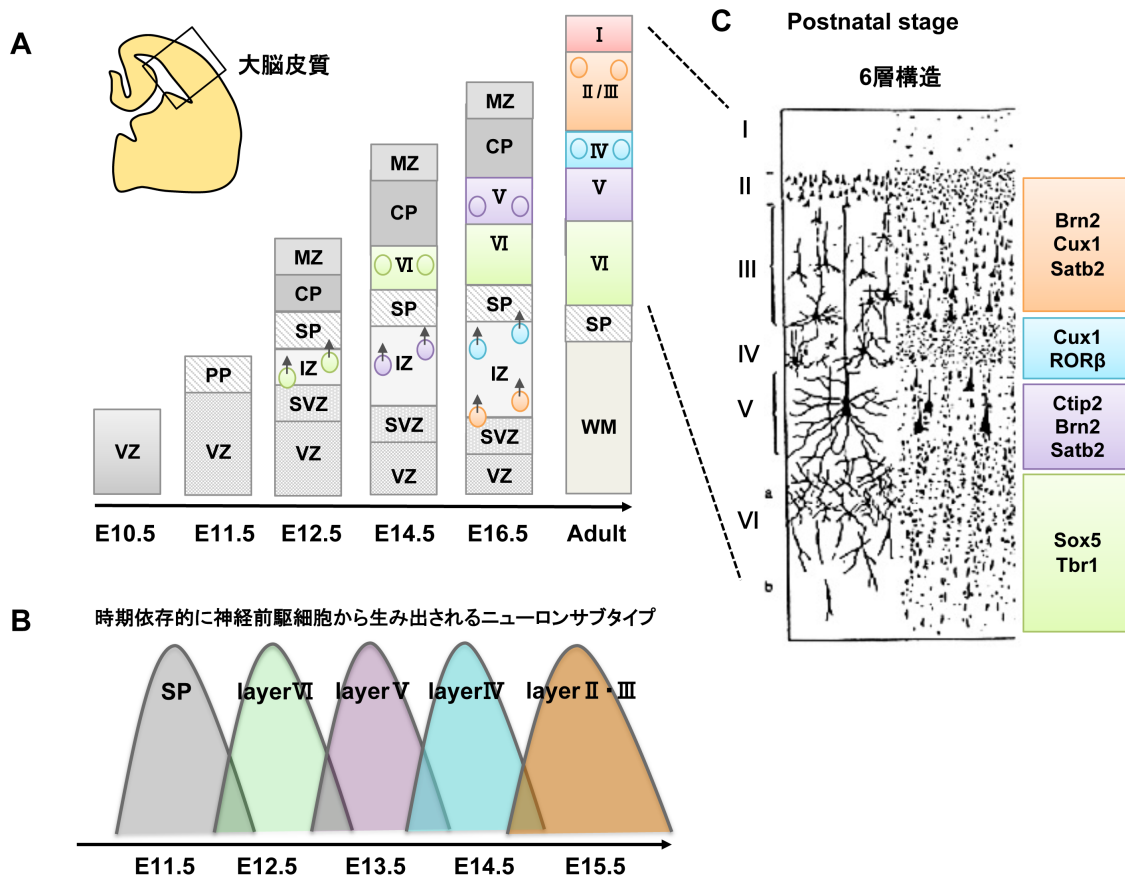 A
大脳皮質
VZ
PP
VZ
MZ
CP
SP
IZ
SVZ
VZ
MZ
CP
Ⅵ
SP
IZ
SVZ
VZ
MZ
CP
Ⅴ
Ⅵ
SP
IZ
SVZ
VZ
Ⅰ
Ⅱ/Ⅲ
Ⅳ
Ⅴ
Ⅵ
SP
WM
E10.5 E11.5 E12.5 E14.5 E16.5 Adult
B
時期依存的に神経前駆細胞から生み出されるニューロンサブタイプ
SP layerⅥ layerⅤ layerⅣ layerⅡ・Ⅲ
E11.5 E12.5 E13.5 E14.5 E15.5
C
Postnatal stage
6層構造
I
II
III
IV
V
VI
a
b
Brn2
Cux1
Satb2
Cux1
RORβ
Ctip2
Brn2
Satb2
Sox5
Tbr1